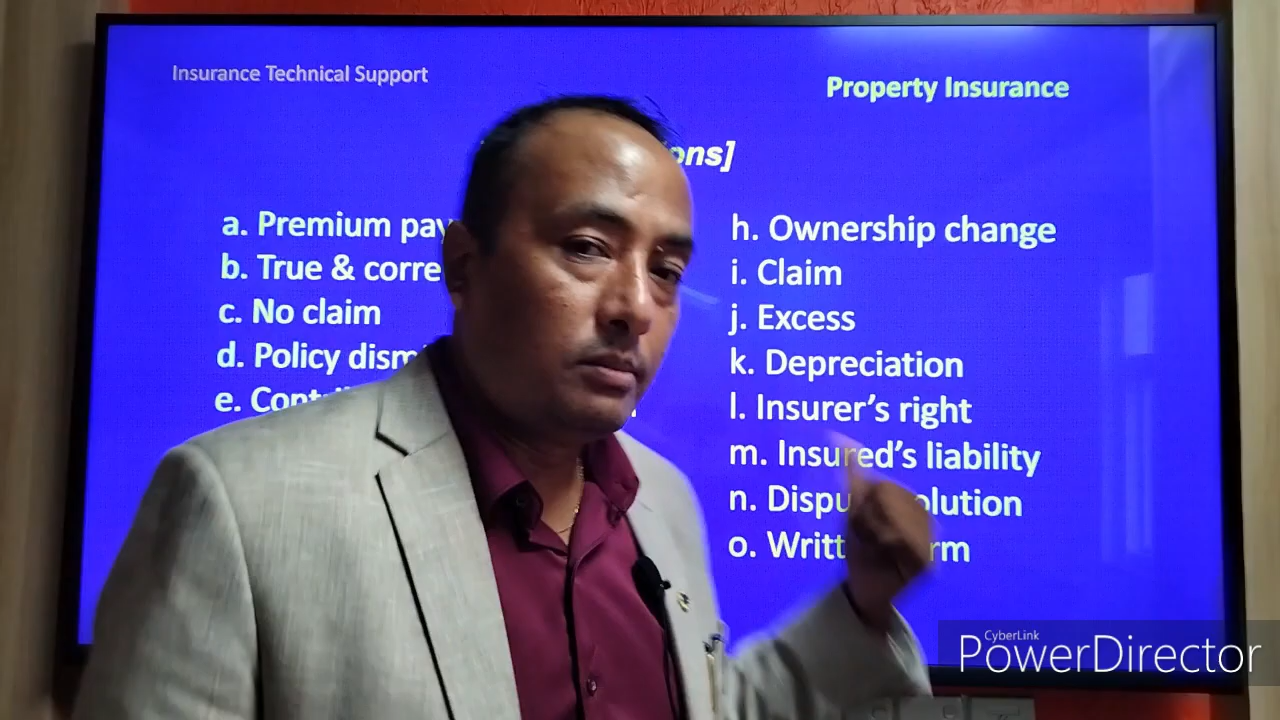 Insurance Technical Support
Property Insurance
ons]
a. Premium pay
b. True & corre
c. No claim
d. Policy dism
e. Cont
h. Ownership change
i. Claim
j. Excess
k. Depreciation
l. Insurer’s right
m. Insured’s liability
n. Dispu olution
o. Writt rm
CyberLink
PowerDirector